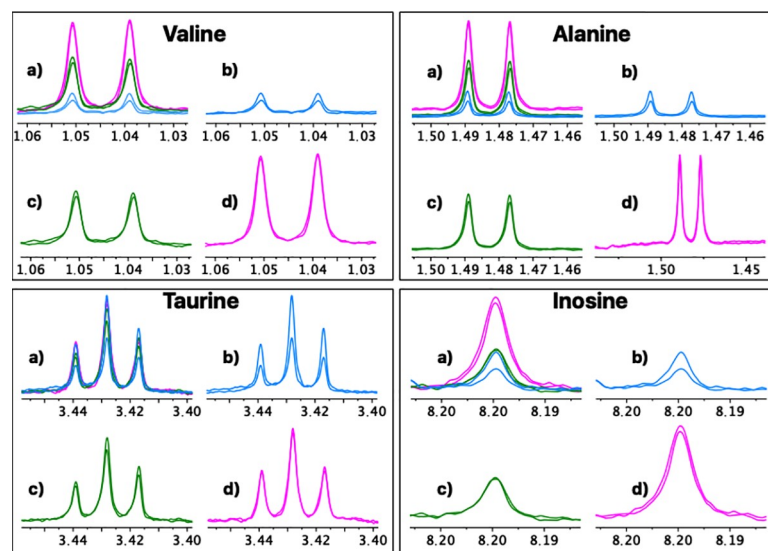 Valine
a)
b)
1.06 1.05 1.04 1.03
1.06 1.05 1.04 1.03
c)
d)
1.06 1.05 1.04 1.03
1.06 1.05 1.04 1.03
Alanine
a)
b)
1.50 1.49 1.48 1.47 1.46
1.50 1.49 1.48 1.47 1.46
c)
d)
1.50 1.49 1.48 1.47 1.46
1.50 1.45
Taurine
a)
b)
3.44 3.42 3.40
3.44 3.42 3.40
c)
d)
3.44 3.42 3.40
3.44 3.42 3.40
Inosine
a)
b)
8.20 8.20 8.19
8.20 8.20 8.19
c)
d)
8.20 8.20 8.19
8.20 8.20 8.19